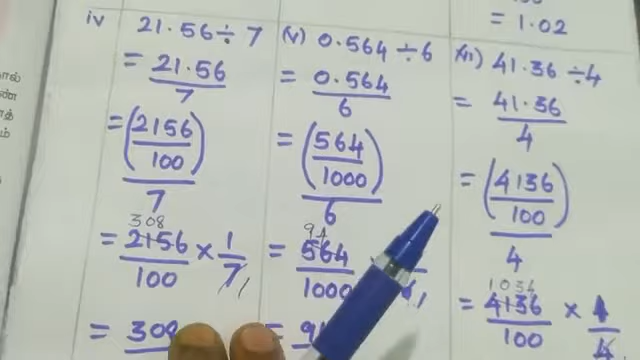 = 1.02
iv 21.56 ÷ 7
= 21.56/7
= (2156/100)/7
308
= 2156/100 × 1/7
= 308
(v) 0.564 ÷ 6
= 0.564/6
= (564/1000)/6
94
= 564/1000
(vi) 41.36 ÷ 4
= 41.36/4
= (4136/100)/4
1034
= 4136/100 × 1/4